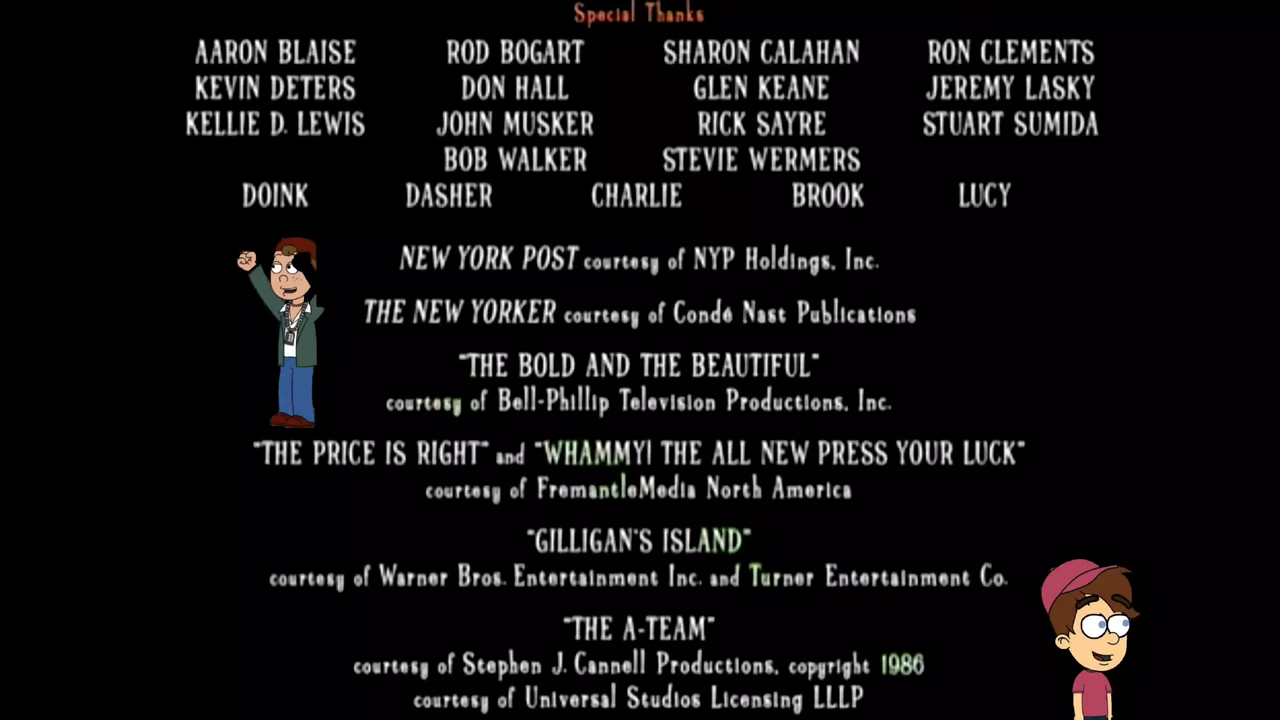 Special Thanks
AARON BLAISE ROD BOGART SHARON CALAHAN RON CLEMENTS
KEVIN DETERS DON HALL GLEN KEANE JEREMY LASKY
KELLIE D. LEWIS JOHN MUSKER RICK SAYRE STUART SUMIDA
BOB WALKER STEVIE WERMERS
DOINK DASHER CHARLIE BROOK LUCY
NEW YORK POST courtesy of NYP Holdings, Inc.
THE NEW YORKER courtesy of Condé Nast Publications
"THE BOLD AND THE BEAUTIFUL"
courtesy of Bell-Phillip Television Productions, Inc.
"THE PRICE IS RIGHT" and "WHAMMY! THE ALL NEW PRESS YOUR LUCK"
courtesy of FremantleMedia North America
"GILLIGAN'S ISLAND"
courtesy of Warner Bros. Entertainment Inc. and Turner Entertainment Co.
"THE A-TEAM"
courtesy of Stephen J. Cannell Productions, copyright 1986
courtesy of Universal Studios Licensing LLLP